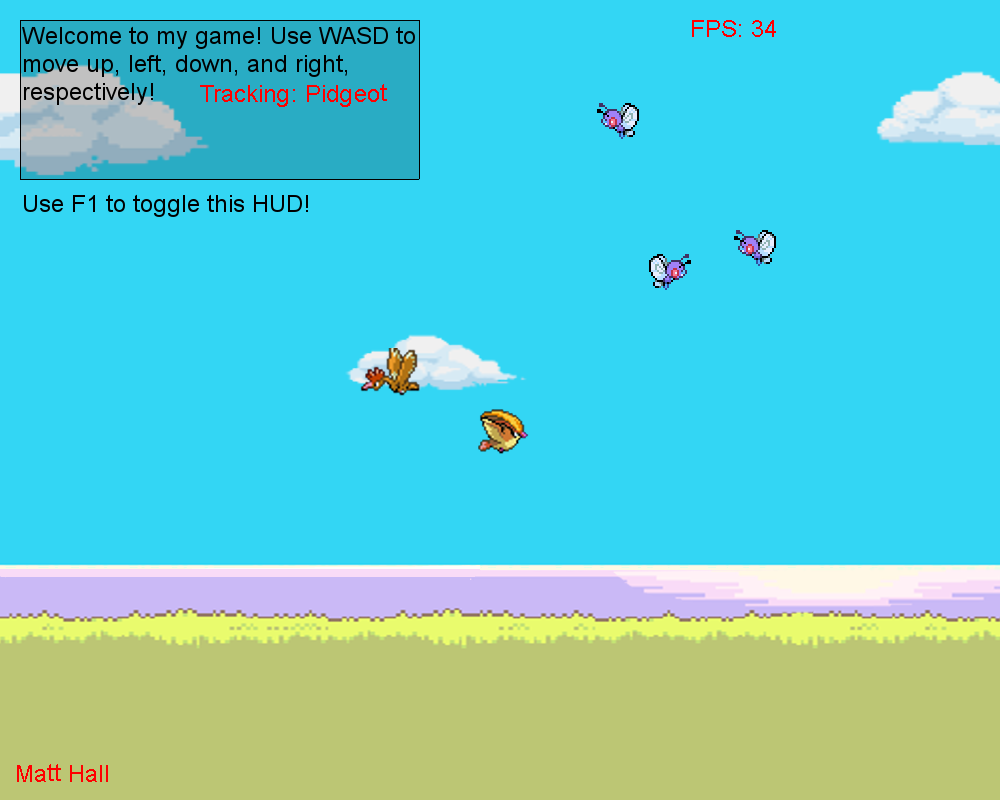 Welcome to my game! Use WASD to
move up, left, down, and right,
respectively!
Tracking: Pidgeot
Use F1 to toggle this HUD!
FPS: 34
Matt Hall